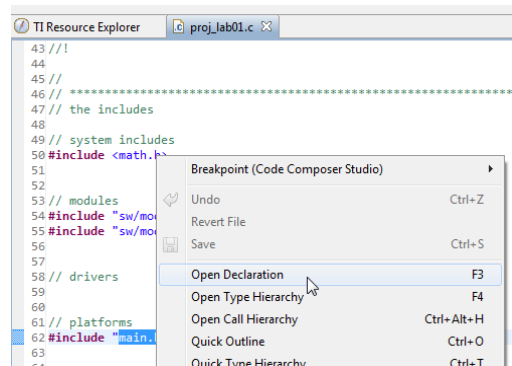 TI Resource Explorer
proj_lab01.c
43 //!
44
45 //
46 // **************************************************************
47 // the includes
48
49 // system includes
50 #include <math.h>
51
52
53 // modules
54 #include "sw/mo
55 #include "sw/mo
56
57
58 // drivers
59
60
61 // platforms
62 #include "main.
63
64
Breakpoint (Code Composer Studio)
Undo Ctrl+Z
Revert File
Save Ctrl+S
Open Declaration F3
Open Type Hierarchy F4
Open Call Hierarchy Ctrl+Alt+H
Quick Outline Ctrl+O
Quick Type Hierarchy Ctrl+T